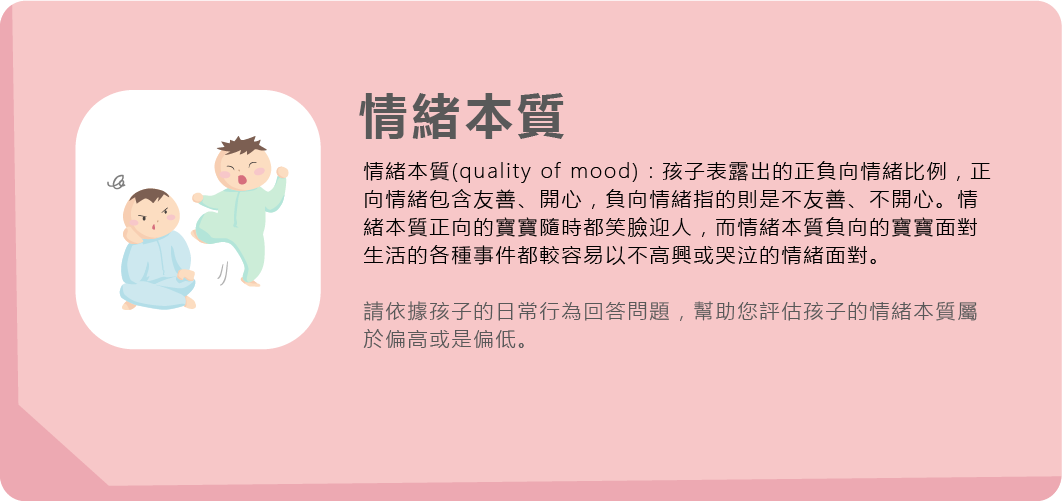 情緒本質
情緒本質(quality of mood)：孩子表露出的正負向情緒比例，正
向情緒包含友善、開心，負向情緒指的則是不友善、不開心。情
緒本質正向的寶寶隨時都笑臉迎人，而情緒本質負向的寶寶面對
生活的各種事件都較容易以不高興或哭泣的情緒面對。
請依據孩子的日常行為回答問題，幫助您評估孩子的情緒本質屬
於偏高或是偏低。